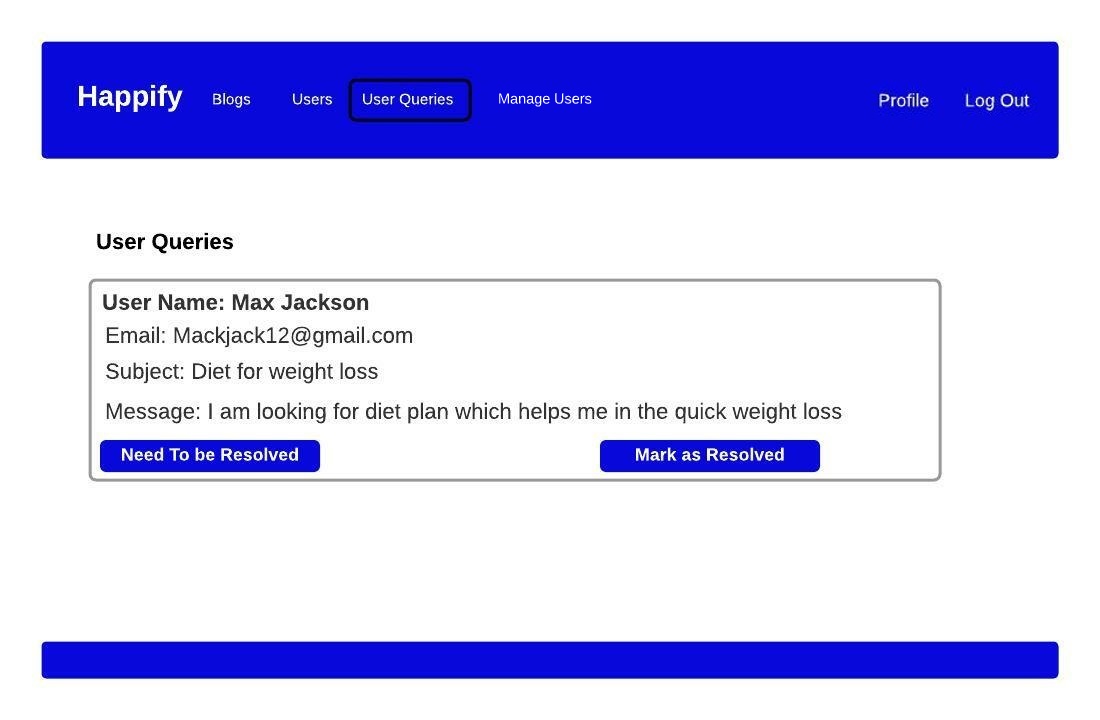 Happify Blogs Users User Queries Manage Users Profile Log Out
User Queries
User Name: Max Jackson
Email: Mackjack12@gmail.com
Subject: Diet for weight loss
Message: I am looking for diet plan which helps me in the quick weight loss
Need To be Resolved Mark as Resolved